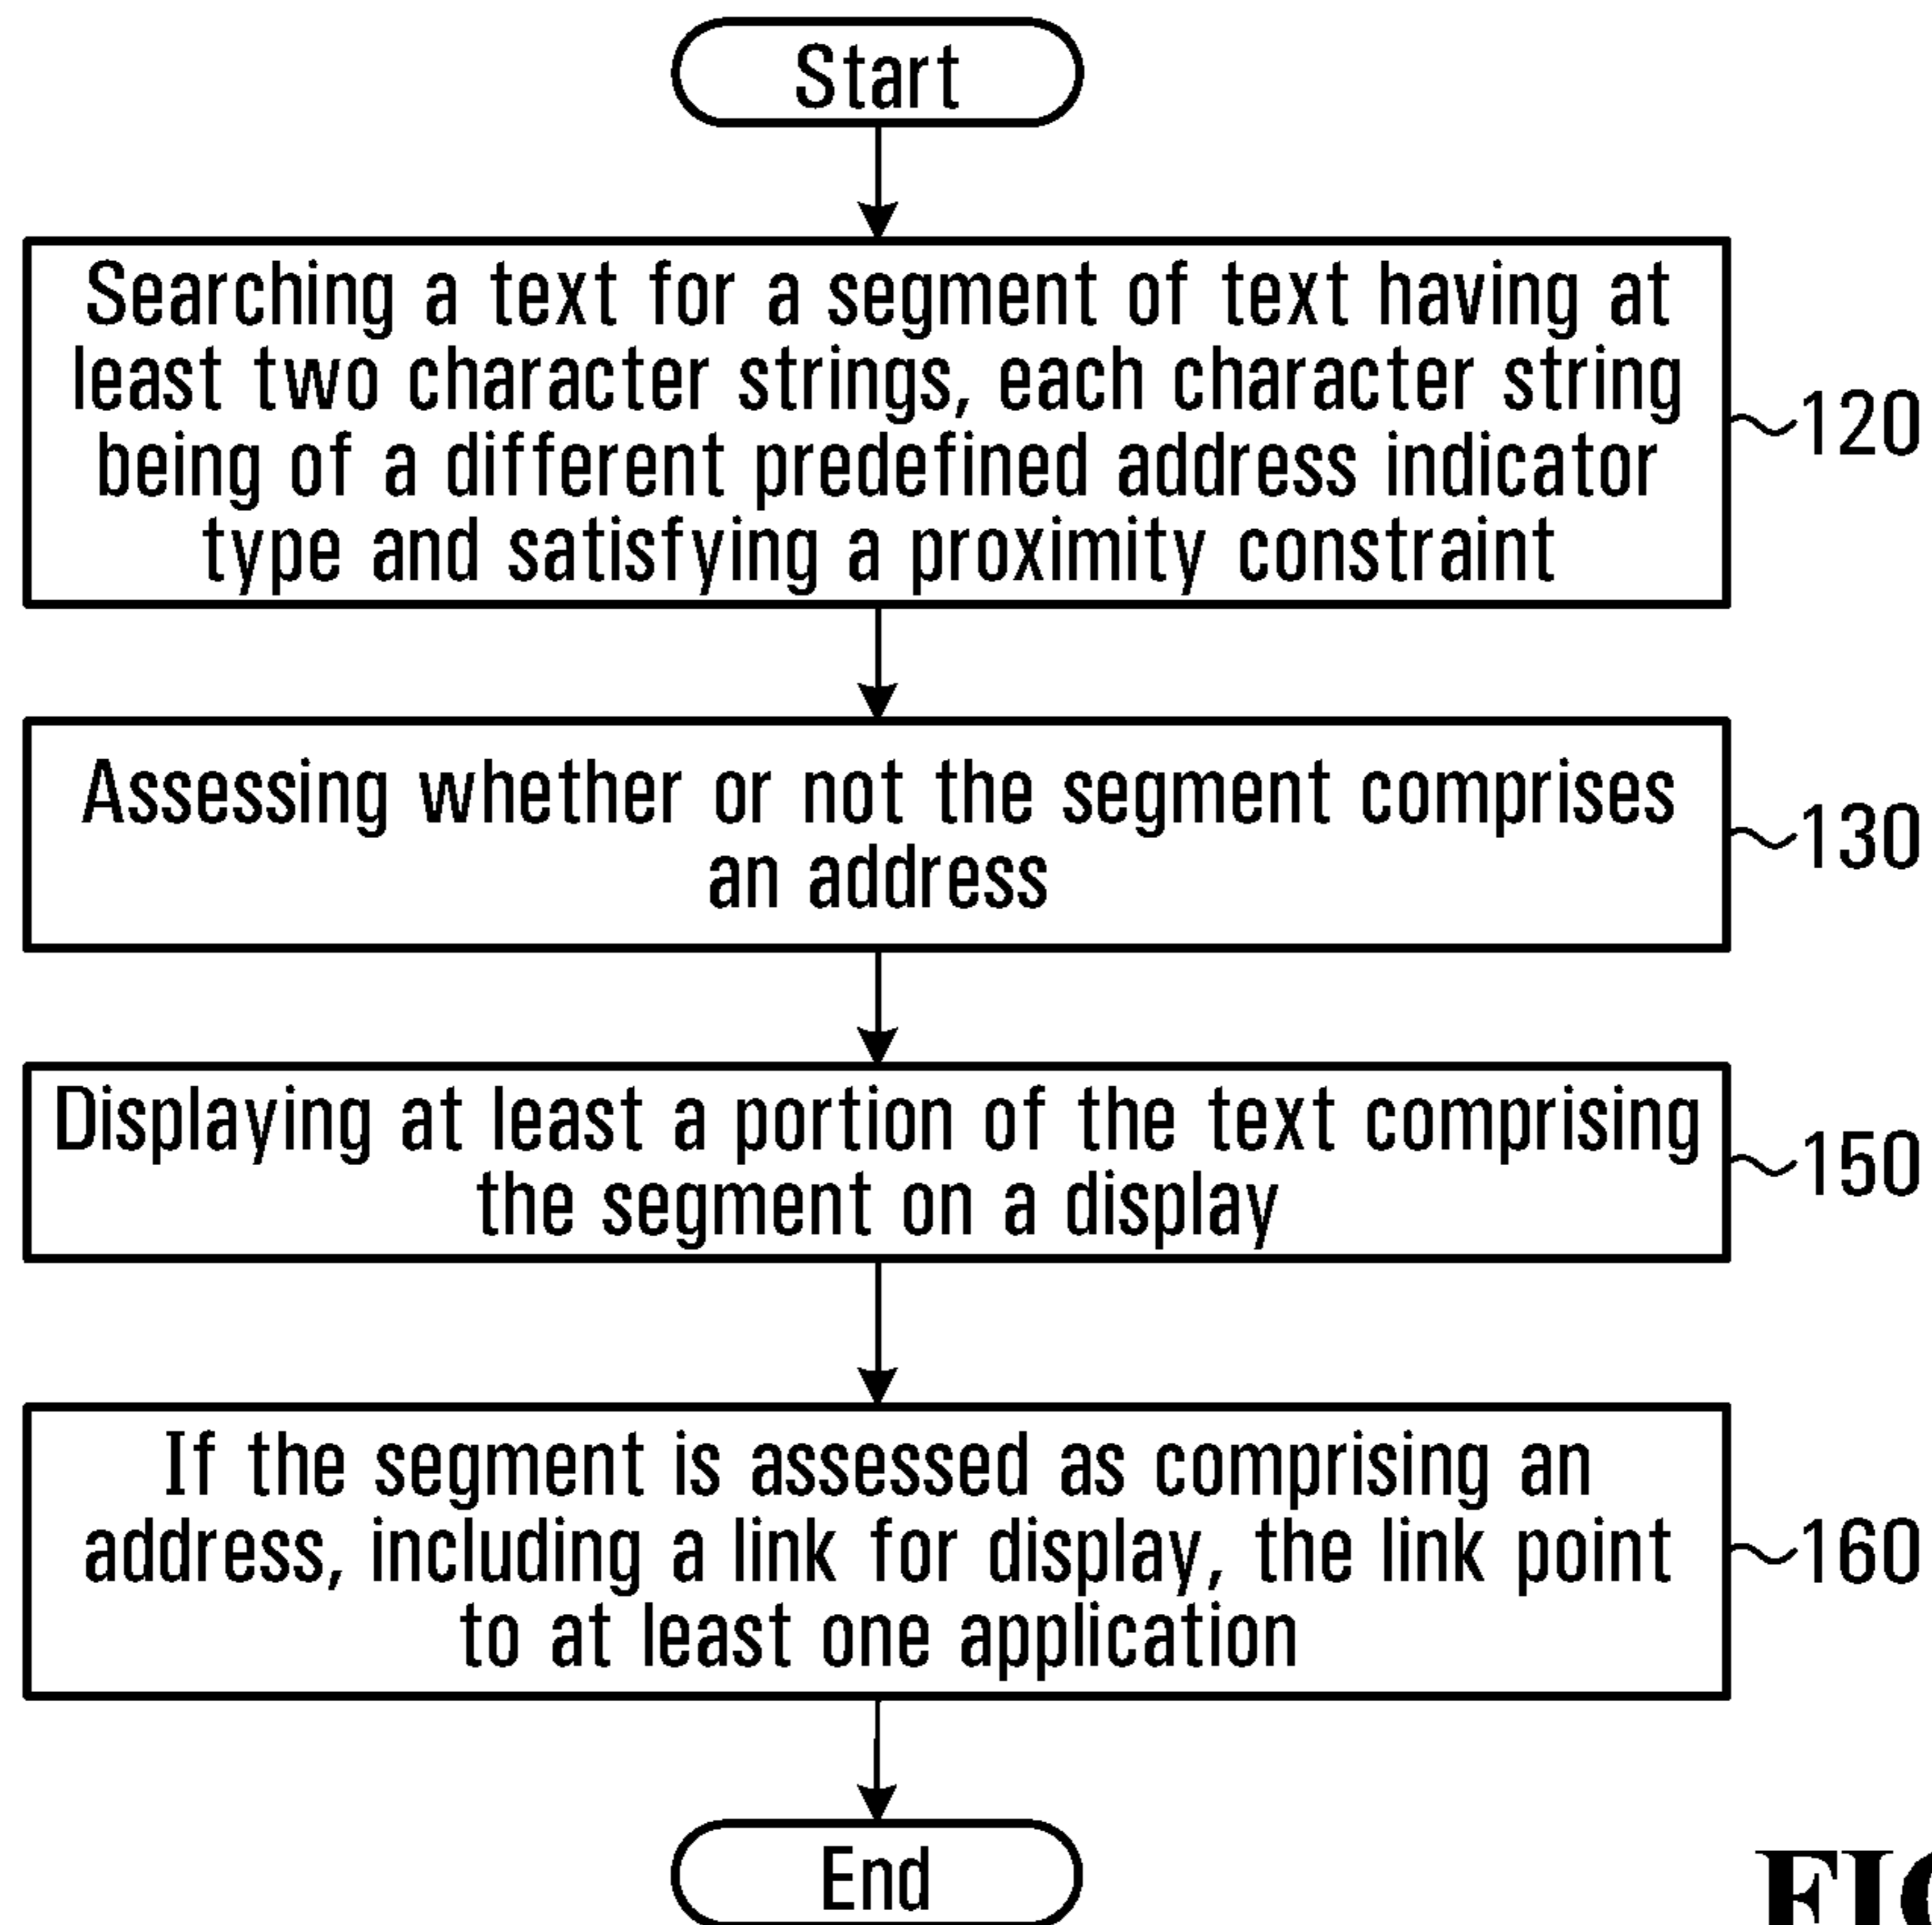 Start
Searching a text for a segment of text having at
least two character strings, each character string
being of a different predefined address indicator
type and satisfying a proximity constraint
120
Assessing whether or not the segment comprises
an address
130
Displaying at least a portion of the text comprising
the segment on a display
150
If the segment is assessed as comprising an
address, including a link for display, the link point
to at least one application
160
End